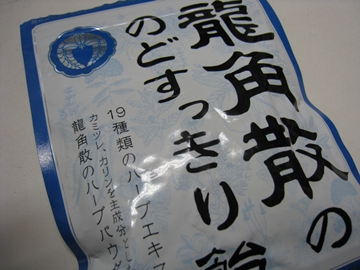 龍角散の
のどすっきり飴
19種類のハーブエキス
カミツレ、カリンを主成分とした
龍角散のハーブパウダ